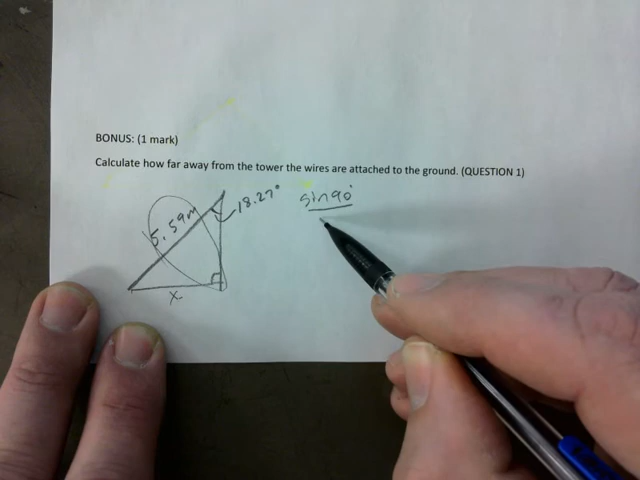 BONUS: (1 mark)
Calculate how far away from the tower the wires are attached to the ground. (QUESTION 1)
5.59m
18.27°
sin90°
x